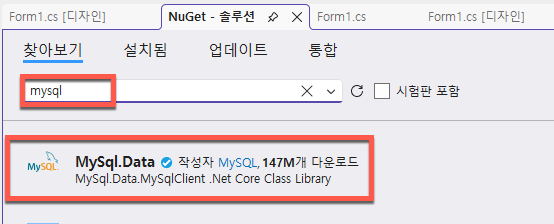 Form1.cs [디자인] NuGet - 솔루션 Form1.cs Form1.cs [디자인]
찾아보기 설치됨 업데이트 통합
mysql 시험판 포함
MySQL MySql.Data 작성자 MySQL, 147M개 다운로드
MySql.Data.MySqlClient .Net Core Class Library